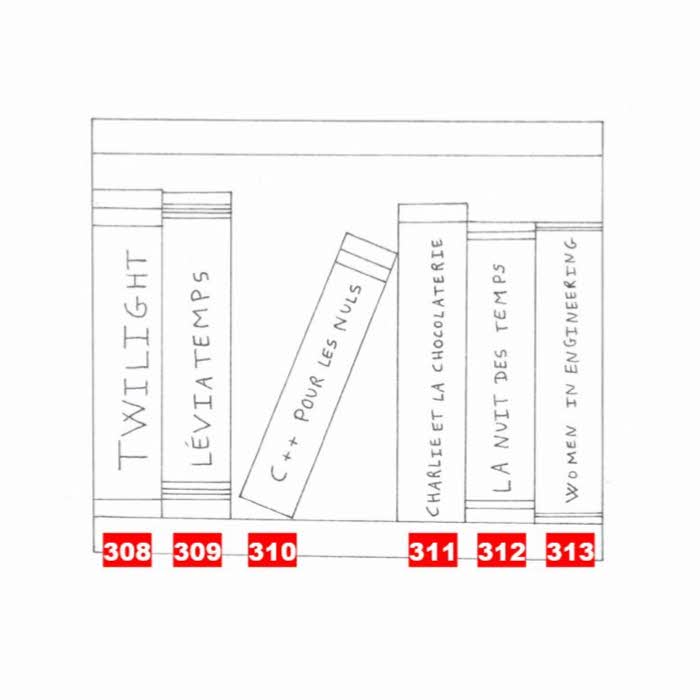 TWILIGHT
LÉVIATEMPS
C++ POUR LES NULS
CHARLIE ET LA CHOCOLATERIE
LA NUIT DES TEMPS
WOMEN IN ENGINEERING
308 309 310 311 312 313